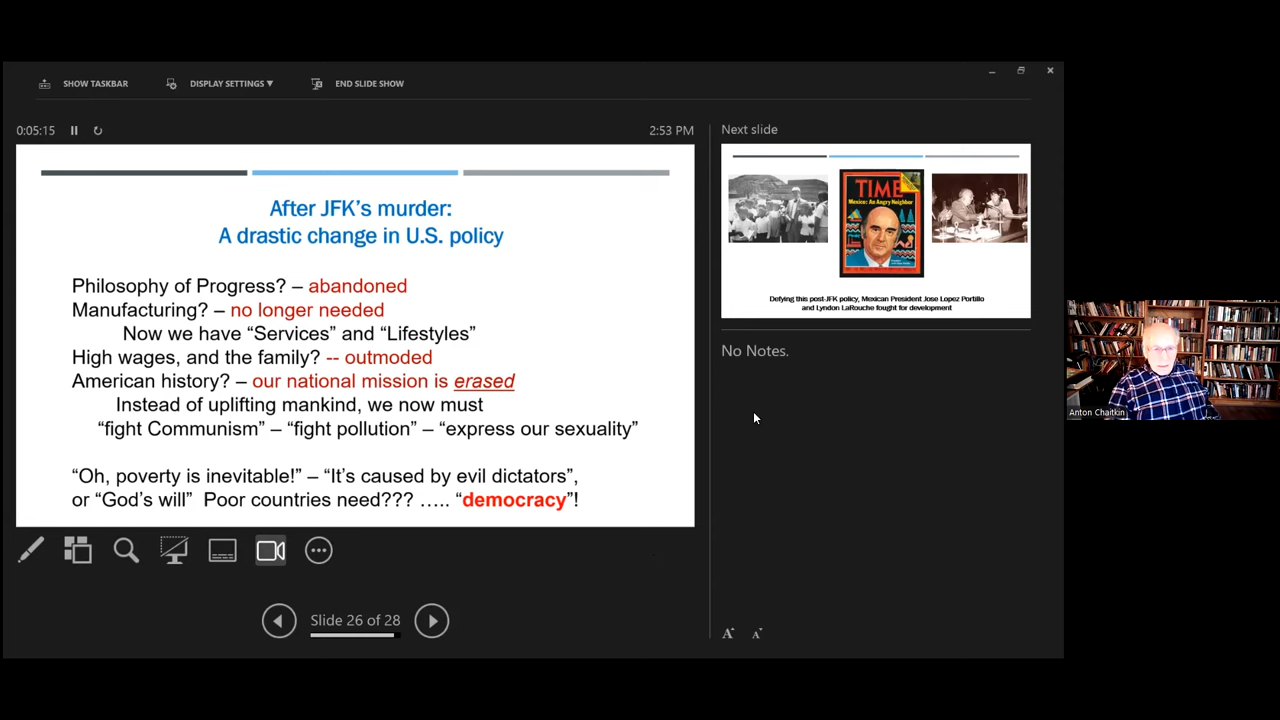 SHOW TASKBAR
DISPLAY SETTINGS ▼
END SLIDE SHOW
0:05:15
2:53 PM
After JFK's murder:
A drastic change in U.S. policy
Philosophy of Progress? – abandoned
Manufacturing? – no longer needed
Now we have “Services” and “Lifestyles”
High wages, and the family? -- outmoded
American history? – our national mission is erased
Instead of uplifting mankind, we now must
“fight Communism” – “fight pollution” – “express our sexuality”
“Oh, poverty is inevitable!” – “It’s caused by evil dictators”,
or “God’s will” Poor countries need??? ….. “democracy”!
Slide 26 of 28
Next slide
TIME
Mexico: An Angry Neighbor
Defying this post-JFK policy, Mexican President Jose Lopez Portillo
and Lyndon LaRouche fought for development
No Notes.
A A
Anton Chaitkin